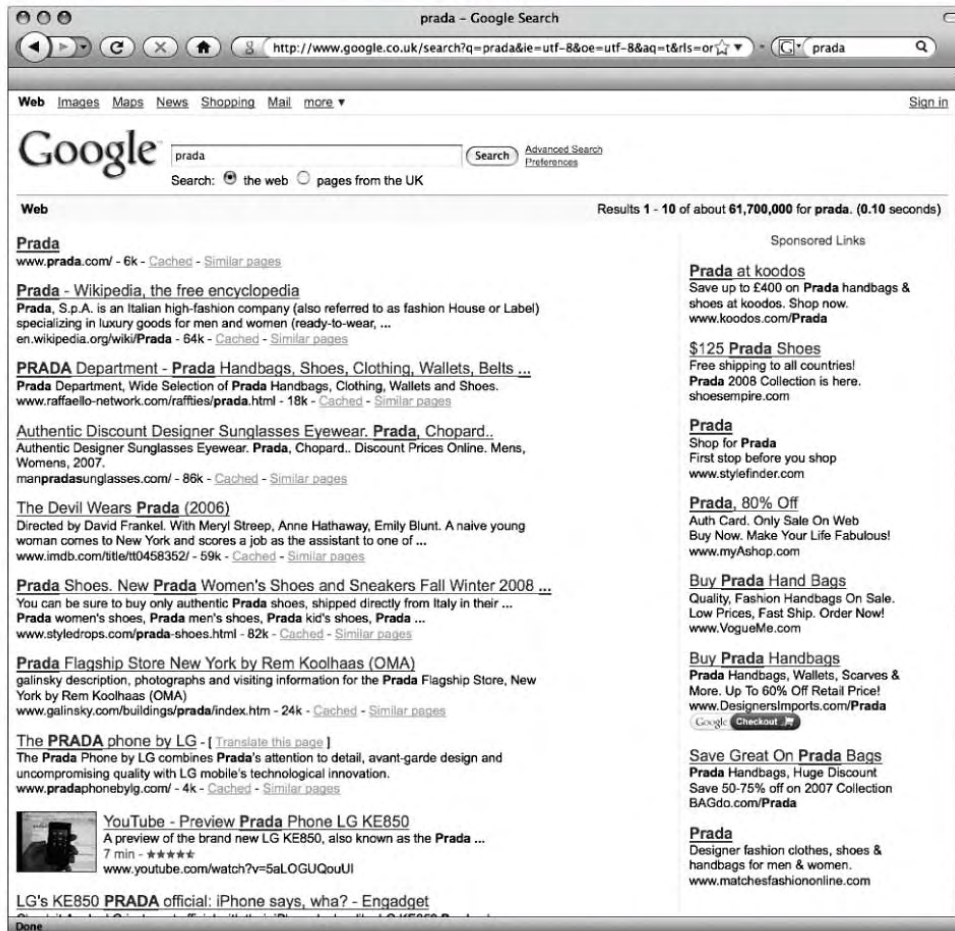 prada - Google Search
http://www.google.co.uk/search?q=prada&ie=utf-8&oe=utf-8&aq=t&rls=or
G
prada
Web Images Maps News Shopping Mail more ▼
Sign in
Google
prada
Search
Advanced Search
Preferences
Search: the web pages from the UK
Web
Results 1 - 10 of about 61,700,000 for prada. (0.10 seconds)
Prada
www.prada.com/ - 6k - Cached - Similar pages
Prada - Wikipedia, the free encyclopedia
Prada, S.p.A. is an Italian high-fashion company (also referred to as fashion House or Label)
specializing in luxury goods for men and women (ready-to-wear, ...
en.wikipedia.org/wiki/Prada - 64k - Cached - Similar pages
PRADA Department - Prada Handbags, Shoes, Clothing, Wallets, Belts ...
Prada Department, Wide Selection of Prada Handbags, Clothing, Wallets and Shoes.
www.raffaello-network.com/raffties/prada.html - 18k - Cached - Similar pages
Authentic Discount Designer Sunglasses Eyewear. Prada, Chopard..
Authentic Designer Sunglasses Eyewear. Prada, Chopard.. Discount Prices Online. Mens,
Womens, 2007.
manpradasunglasses.com/ - 86k - Cached - Similar pages
The Devil Wears Prada (2006)
Directed by David Frankel. With Meryl Streep, Anne Hathaway, Emily Blunt. A naive young
woman comes to New York and scores a job as the assistant to one of ...
www.imdb.com/title/tt0458352/ - 59k - Cached - Similar pages
Prada Shoes. New Prada Women's Shoes and Sneakers Fall Winter 2008 ...
You can be sure to buy only authentic Prada shoes, shipped directly from Italy in their ...
Prada women's shoes, Prada men's shoes, Prada kid's shoes, Prada ...
www.styledrops.com/prada-shoes.html - 82k - Cached - Similar pages
Prada Flagship Store New York by Rem Koolhaas (OMA)
galinsky description, photographs and visiting information for the Prada Flagship Store, New
York by Rem Koolhaas (OMA)
www.galinsky.com/buildings/prada/index.htm - 24k - Cached - Similar pages
The PRADA phone by LG - [ Translate this page ]
The Prada Phone by LG combines Prada's attention to detail, avant-garde design and
uncompromising quality with LG mobile's technological innovation.
www.pradaphonebylg.com/ - 4k - Cached - Similar pages
YouTube - Preview Prada Phone LG KE850
A preview of the brand new LG KE850, also known as the Prada ...
7 min - ★★★★★
www.youtube.com/watch?v=5aLOGUQouUI
LG's KE850 PRADA official: iPhone says, wha? - Engadget
Sponsored Links
Prada at koodos
Save up to £400 on Prada handbags &
shoes at koodos. Shop now.
www.koodos.com/Prada
$125 Prada Shoes
Free shipping to all countries!
Prada 2008 Collection is here.
shoesempire.com
Prada
Shop for Prada
First stop before you shop
www.stylefinder.com
Prada, 80% Off
Auth Card. Only Sale On Web
Buy Now. Make Your Life Fabulous!
www.myAshop.com
Buy Prada Hand Bags
Quality, Fashion Handbags On Sale.
Low Prices, Fast Ship. Order Now!
www.VogueMe.com
Buy Prada Handbags
Prada Handbags, Wallets, Scarves &
More. Up To 60% Off Retail Price!
www.DesignersImports.com/Prada
Google Checkout
Save Great On Prada Bags
Prada Handbags, Huge Discount
Save 50-75% off on 2007 Collection
BAGdo.com/Prada
Prada
Designer fashion clothes, shoes &
handbags for men & women.
www.matchesfashiononline.com
Done